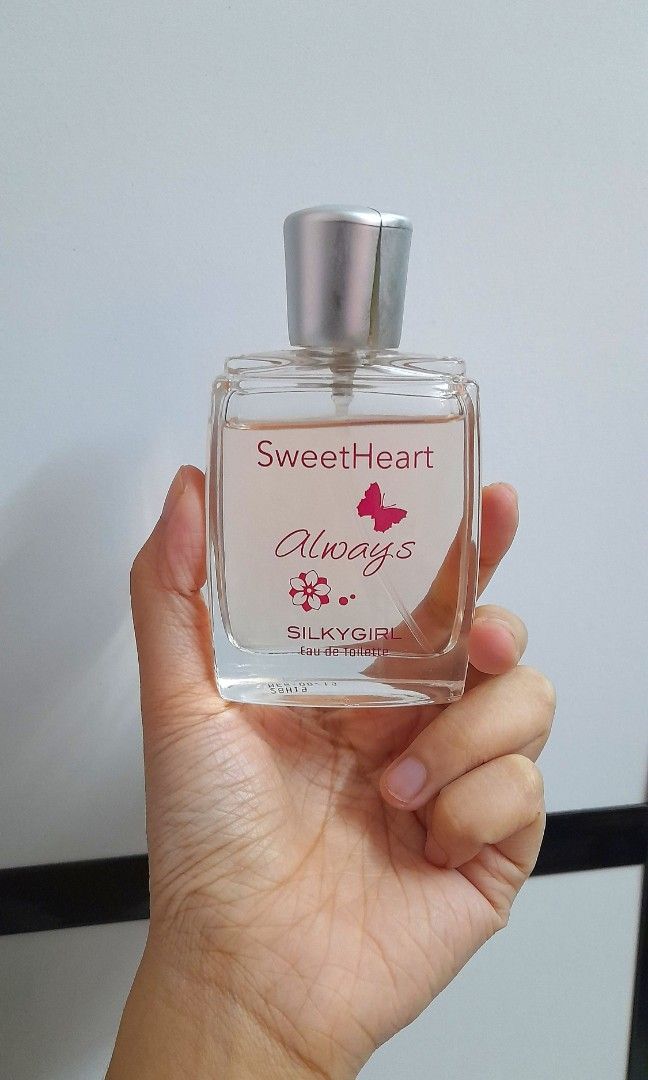 SweetHeart
Always
SILKYGIRL
Eau de Toilette